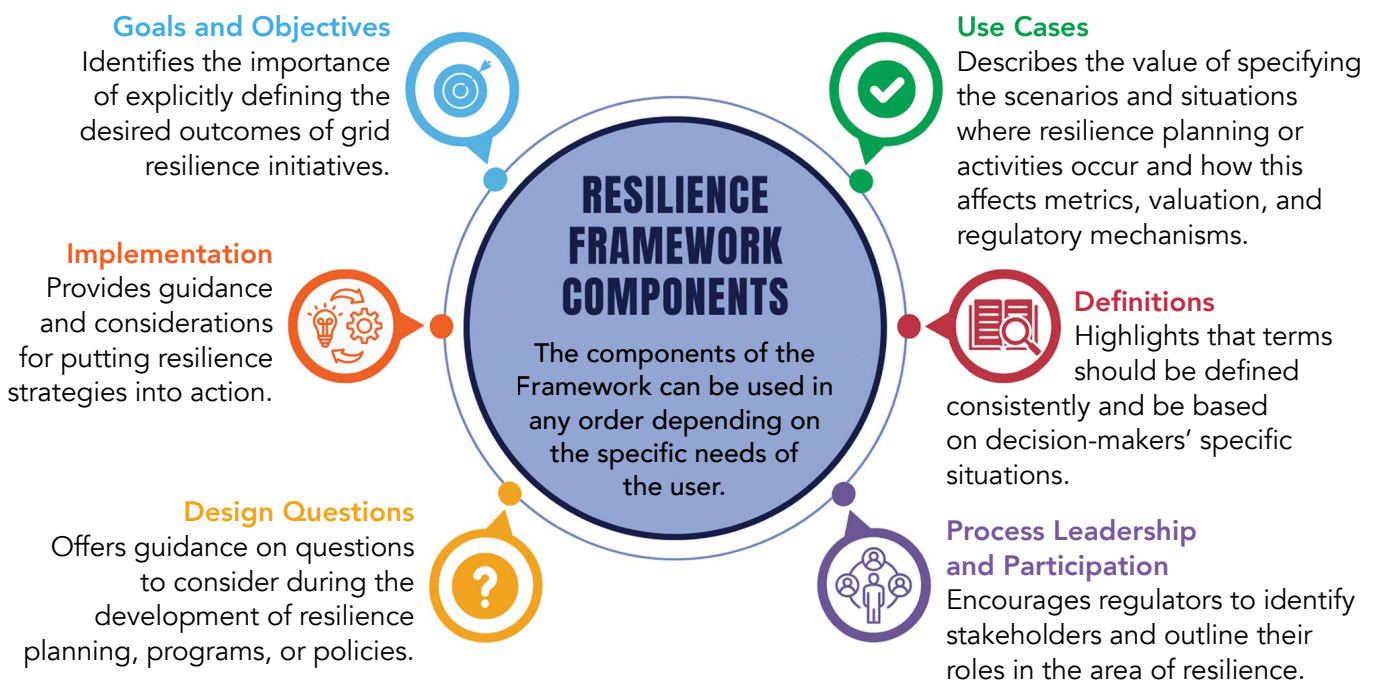 Goals and Objectives
Identifies the importance
of explicitly defining the
desired outcomes of grid
resilience initiatives.
Implementation
Provides guidance
and considerations
for putting resilience
strategies into action.
Design Questions
Offers guidance on questions
to consider during the
development of resilience
planning, programs, or policies.
RESILIENCE
FRAMEWORK
COMPONENTS
The components of the
Framework can be used in
any order depending on
the specific needs of
the user.
Use Cases
Describes the value of specifying
the scenarios and situations
where resilience planning or
activities occur and how this
affects metrics, valuation, and
regulatory mechanisms.
Definitions
Highlights that terms
should be defined
consistently and be based
on decision-makers’ specific
situations.
Process Leadership
and Participation
Encourages regulators to identify
stakeholders and outline their
roles in the area of resilience.
?